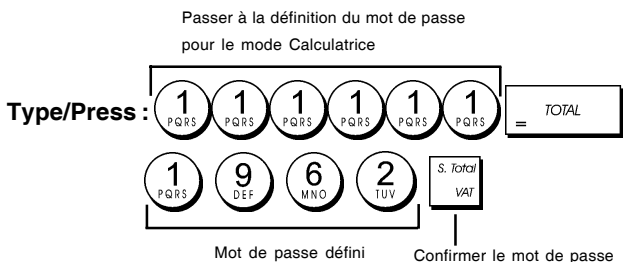 Passer à la définition du mot de passe
pour le mode Calculatrice
Type/Press : 1 PQRS 1 PQRS 1 PQRS 1 PQRS 1 PQRS 1 PQRS = TOTAL
1 PQRS 9 DEF 6 MNO 2 TUV S. Total VAT
Mot de passe défini Confirmer le mot de passe